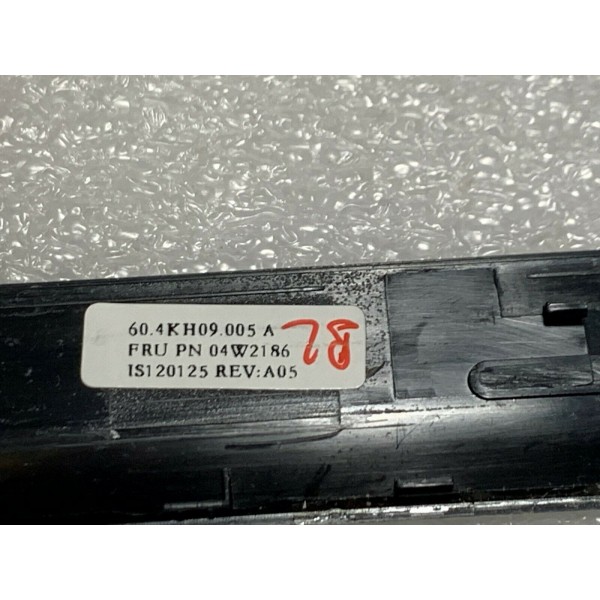 60.4KH09.005 A
FRU PN 04W2186
IS120125 REV:A05